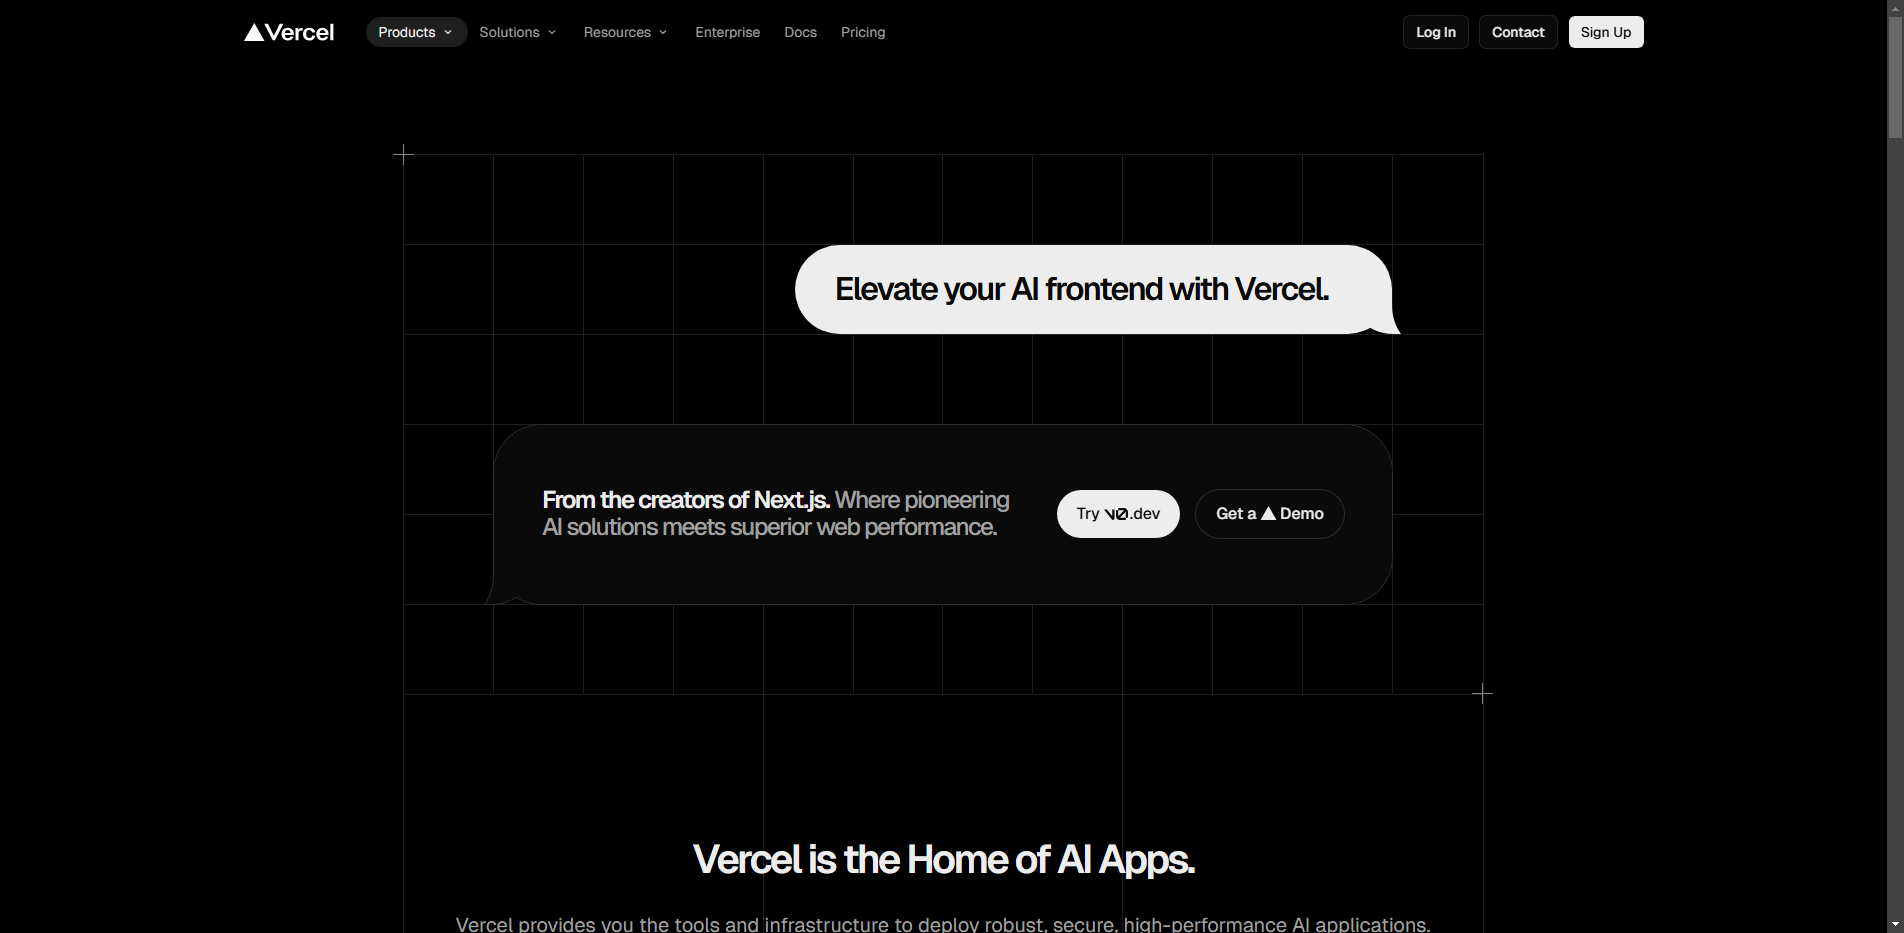 Vercel
Products
Solutions
Resources
Enterprise
Docs
Pricing
Log In
Contact
Sign Up
Elevate your AI frontend with Vercel.
From the creators of Next.js. Where pioneering
AI solutions meets superior web performance.
Try v0.dev
Get a ▲ Demo
Vercel is the Home of AI Apps.
Vercel provides you the tools and infrastructure to deploy robust, secure, high-performance AI applications.